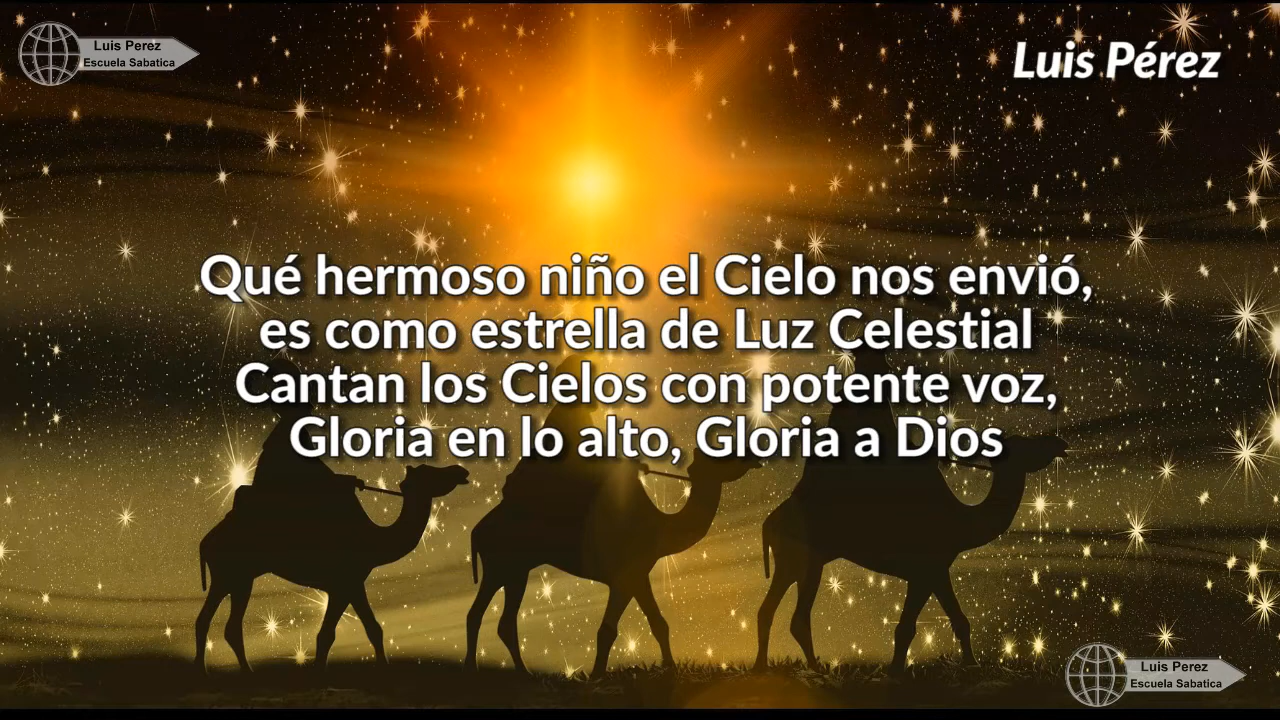 Luis Perez
Escuela Sabatica
Luis Pérez
Qué hermoso niño el Cielo nos envió,
es como estrella de Luz Celestial
Cantan los Cielos con potente voz,
Gloria en lo alto, Gloria a Dios
Luis Perez
Escuela Sabatica